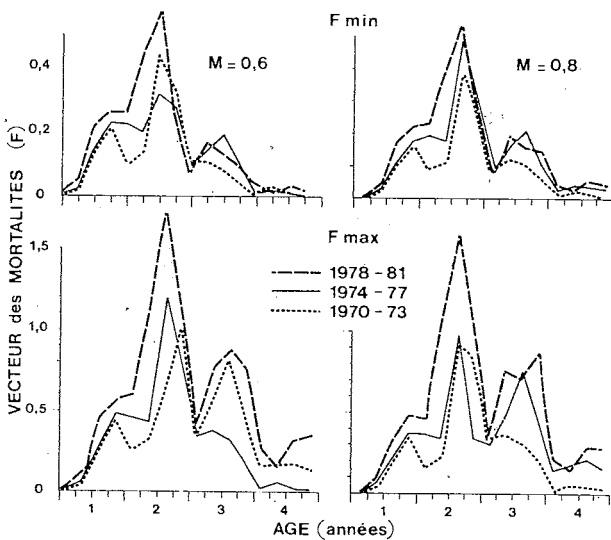 F min
M = 0,6
M = 0,8
0,4
0,2
0
VECTEUR des MORTALITES (F)
F max
1978 - 81
1974 - 77
1970 - 73
1,5
1,0
0.5
0
1 2 3 4
1 2 3 4
AGE (années)